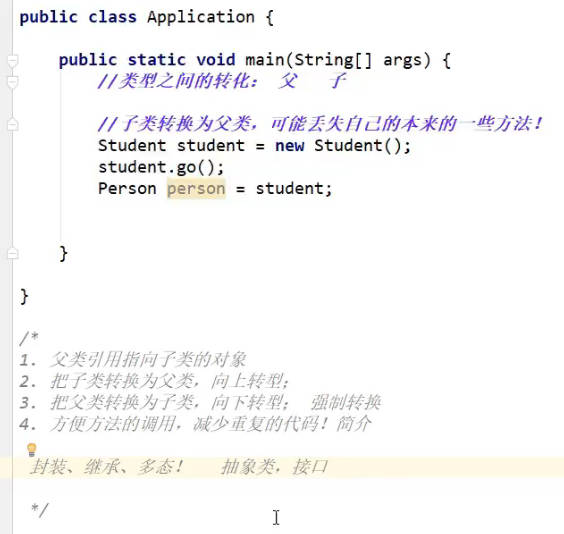 public class Application {
public static void main(String[] args) {
//类型之间的转化： 父 子
//子类转换为父类，可能丢失自己的本来的一些方法！
Student student = new Student();
student.go();
Person person = student;
}
}
/*
1. 父类引用指向子类的对象
2. 把子类转换为父类，向上转型；
3. 把父类转换为子类，向下转型； 强制转换
4. 方便方法的调用，减少重复的代码！简介
封装、继承、多态！ 抽象类，接口
*/